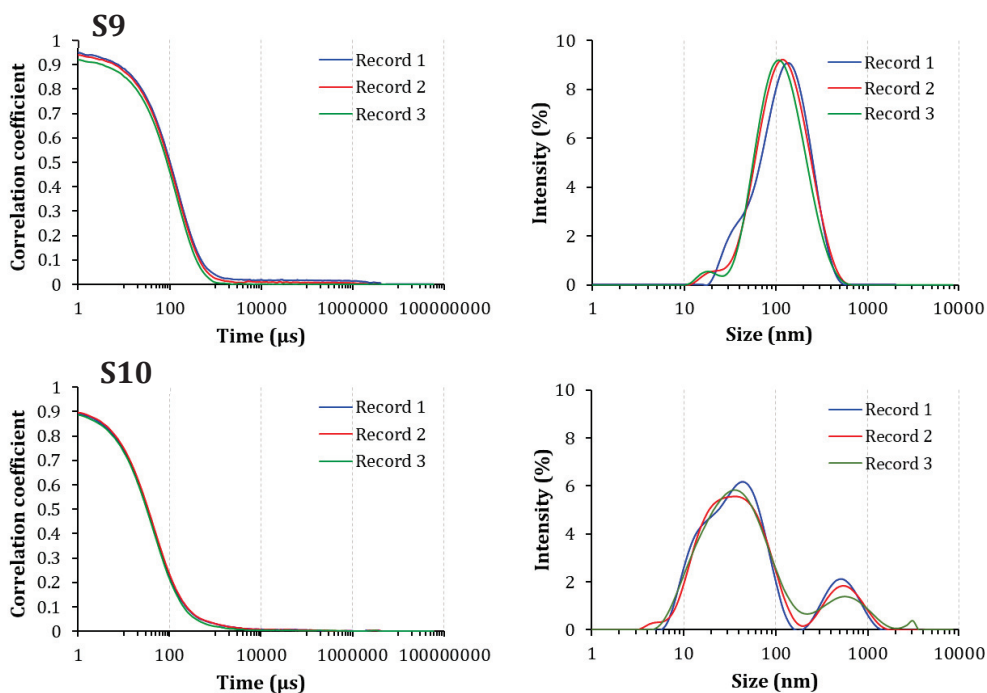 S9
Correlation coefficient
1
0.9
0.8
0.7
0.6
0.5
0.4
0.3
0.2
0.1
0
1 100 10000 1000000 100000000
Time (µs)
Record 1
Record 2
Record 3
Intensity (%)
10
8
6
4
2
0
1 10 100 1000 10000
Size (nm)
Record 1
Record 2
Record 3
S10
Correlation coefficient
1
0.9
0.8
0.7
0.6
0.5
0.4
0.3
0.2
0.1
0
1 100 10000 1000000 100000000
Time (µs)
Record 1
Record 2
Record 3
Intensity (%)
10
8
6
4
2
0
1 10 100 1000 10000
Size (nm)
Record 1
Record 2
Record 3